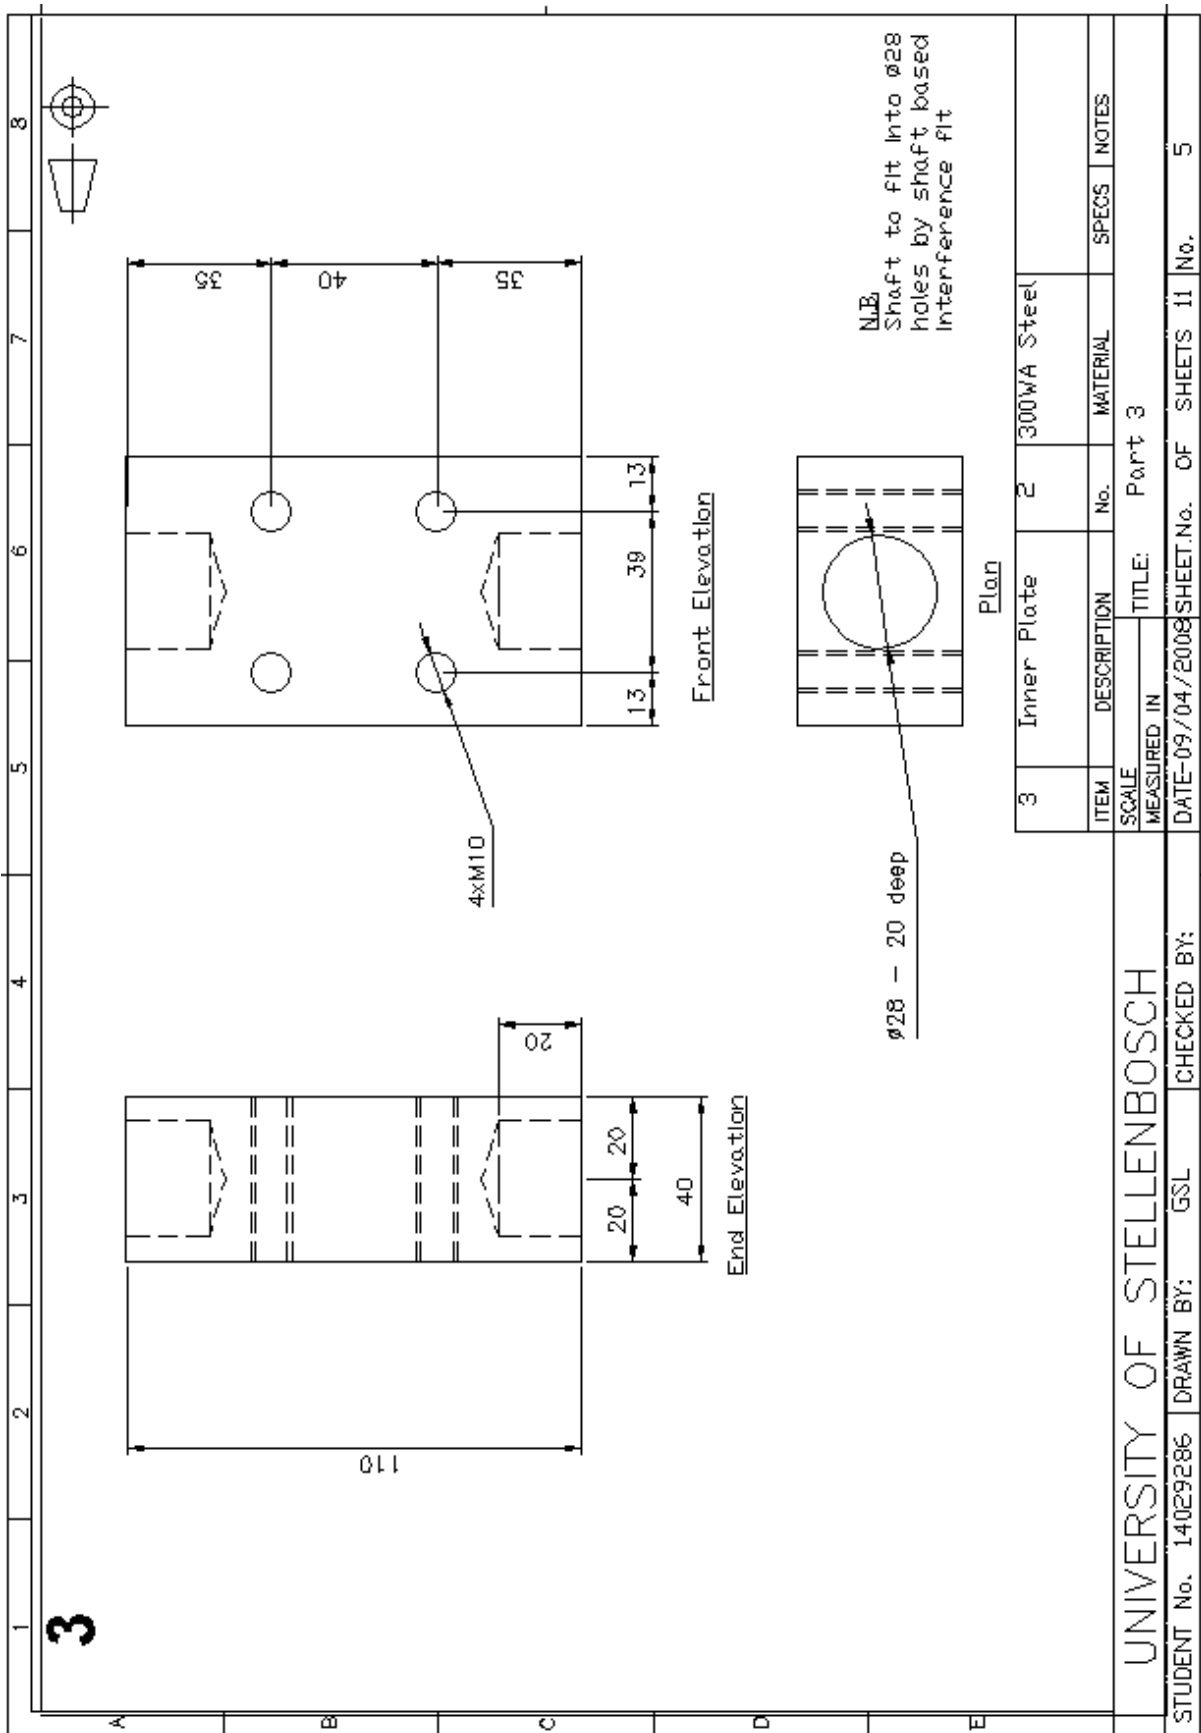 1 2 3 4 5 6 7 8
A
B
C
D
E
3
110
20
20 20
40
End Elevation
35
40
35
4xM10
13 39 13
Front Elevation
ø28 - 20 deep
Plan
N.B.
Shaft to fit into ø28
holes by shaft based
interference fit
3 Inner Plate 2 300WA Steel
ITEM DESCRIPTION No. MATERIAL SPECS NOTES
UNIVERSITY OF STELLENBOSCH
SCALE
MEASURED IN
TITLE: Part 3
STUDENT No. 14029286 DRAWN BY: GSL CHECKED BY: DATE-09/04/2008 SHEET.No. OF SHEETS 11 No. 5